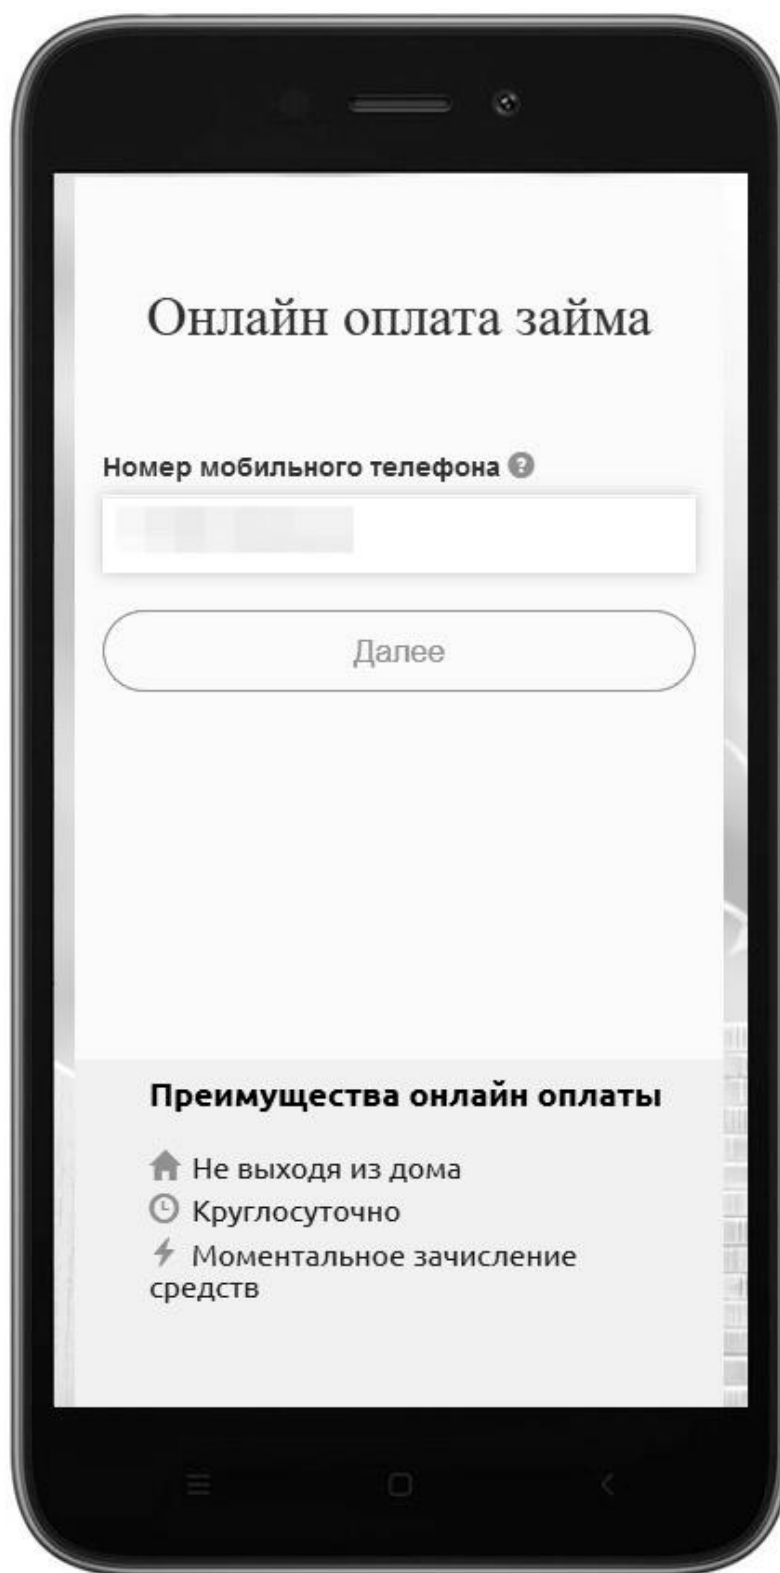 Онлайн оплата займа
Номер мобильного телефона ?
Далее
Преимущества онлайн оплаты
Не выходя из дома
Круглосуточно
Моментальное зачисление
средств